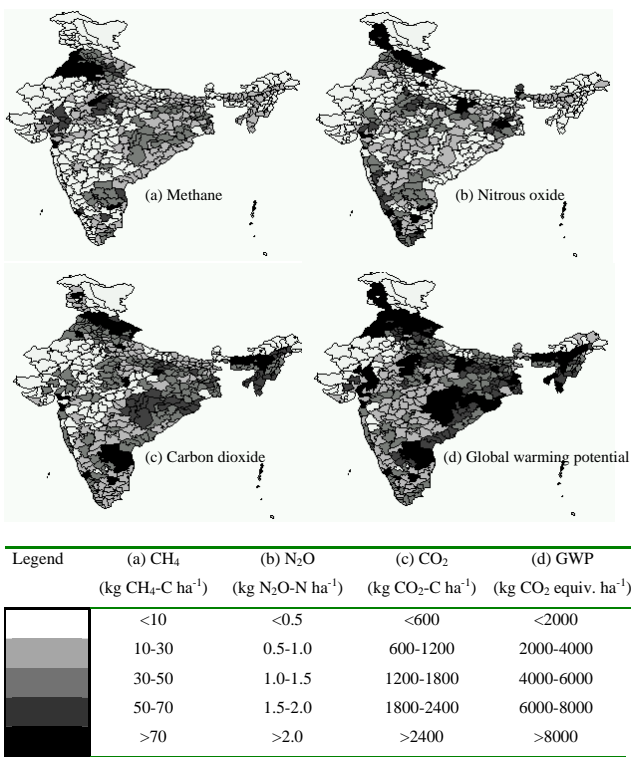 (a) Methane
(b) Nitrous oxide
(c) Carbon dioxide
(d) Global warming potential
Legend (a) CH₄ (b) N₂O (c) CO₂ (d) GWP
(kg CH₄-C ha⁻¹) (kg N₂O-N ha⁻¹) (kg CO₂-C ha⁻¹) (kg CO₂ equiv. ha⁻¹)
<10 <0.5 <600 <2000
10-30 0.5-1.0 600-1200 2000-4000
30-50 1.0-1.5 1200-1800 4000-6000
50-70 1.5-2.0 1800-2400 6000-8000
>70 >2.0 >2400 >8000